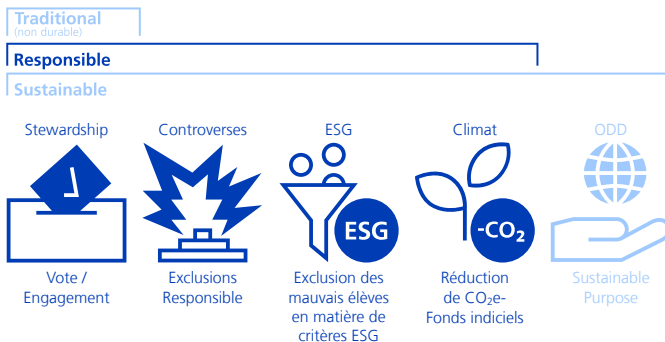 Traditional
(non durable)
Responsible
Sustainable
Stewardship
Controverses
ESG
Climat
ODD
ESG
-CO₂
Vote /
Engagement
Exclusions
Responsible
Exclusion des
mauvais élèves
en matière de
critères ESG
Réduction
de CO₂e-
Fonds indiciels
Sustainable
Purpose